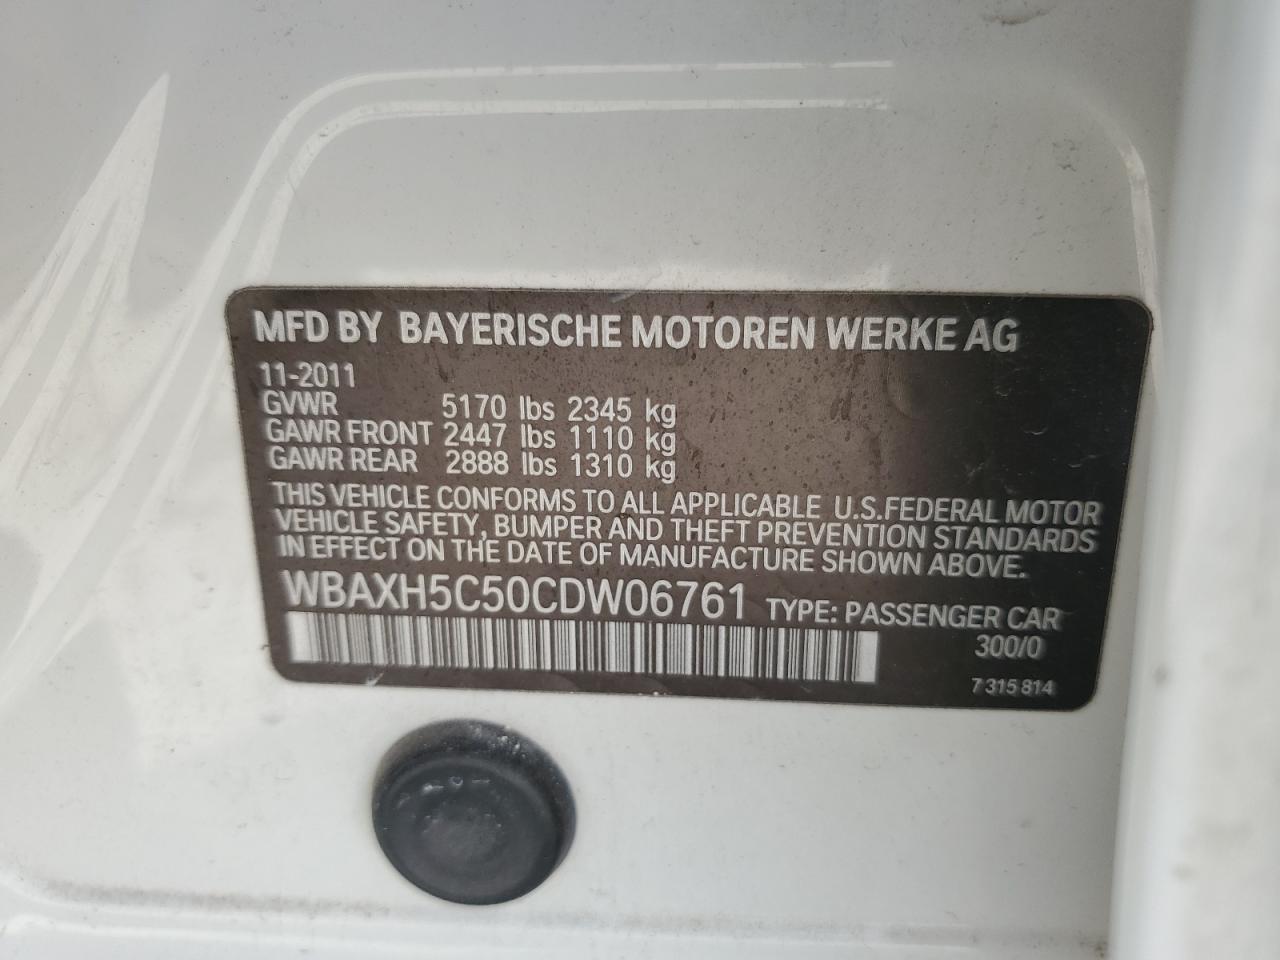 MFD BY BAYERISCHE MOTOREN WERKE AG
11-2011
GVWR 5170 lbs 2345 kg
GAWR FRONT 2447 lbs 1110 kg
GAWR REAR 2888 lbs 1310 kg
THIS VEHICLE CONFORMS TO ALL APPLICABLE U.S.FEDERAL MOTOR
VEHICLE SAFETY, BUMPER AND THEFT PREVENTION STANDARDS
IN EFFECT ON THE DATE OF MANUFACTURE SHOWN ABOVE.
WBAXH5C50CDW06761 TYPE: PASSENGER CAR
300/0
7 315 814